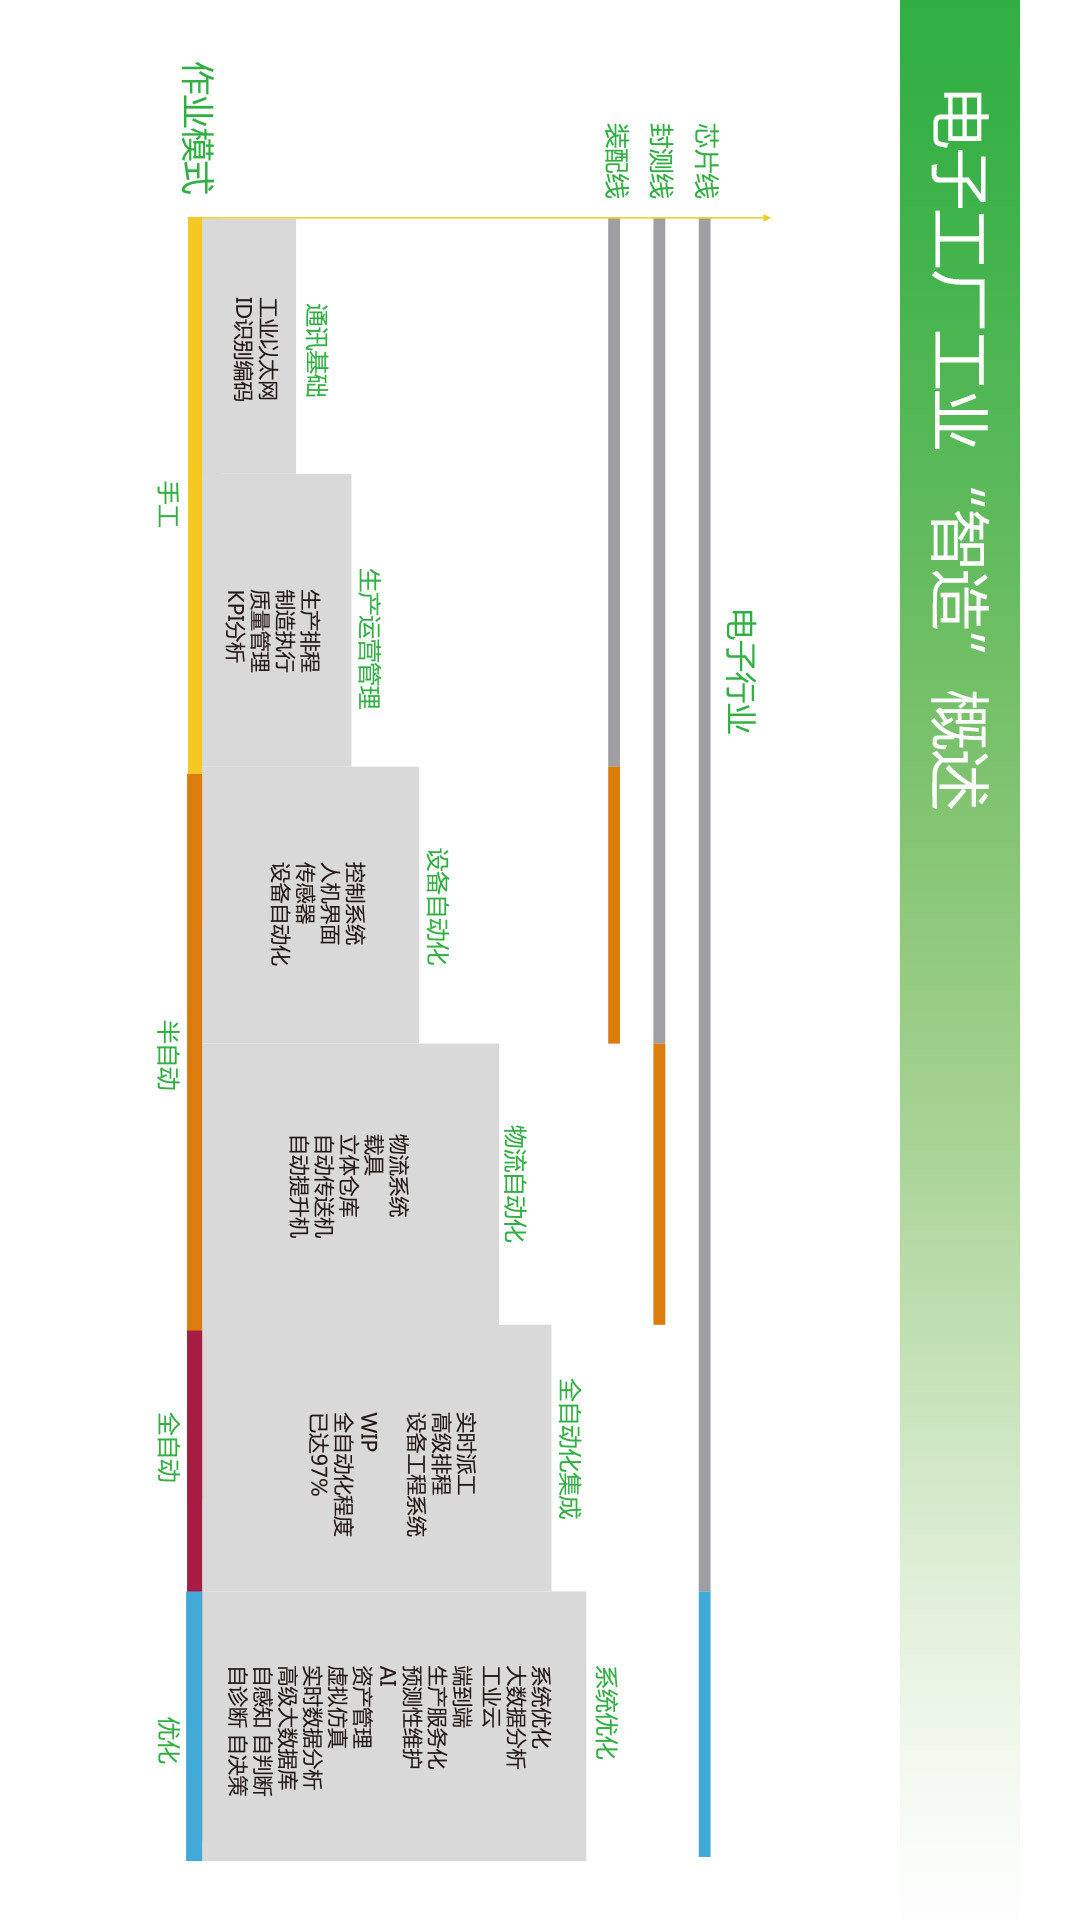 电子工厂工业 “智造” 概述
电子行业
芯片线
封测线
装配线
通讯基础
工业以太网
ID识别编码
生产运营管理
生产排程
制造执行
质量管理
KPI分析
设备自动化
控制系统
人机界面
传感器
设备自动化
物流自动化
物流系统
载具
立体仓库
自动传送机
自动提升机
全自动化集成
实时派工
高级排程
设备工程系统
WIP
全自动化程度
已达97%
系统优化
系统优化
大数据分析
工业云
端到端
生产服务化
预测性维护
AI
资产管理
虚拟仿真
实时数据分析
高级大数据库
自感知 自判断
自诊断 自决策
作业模式
手工
半自动
全自动
优化